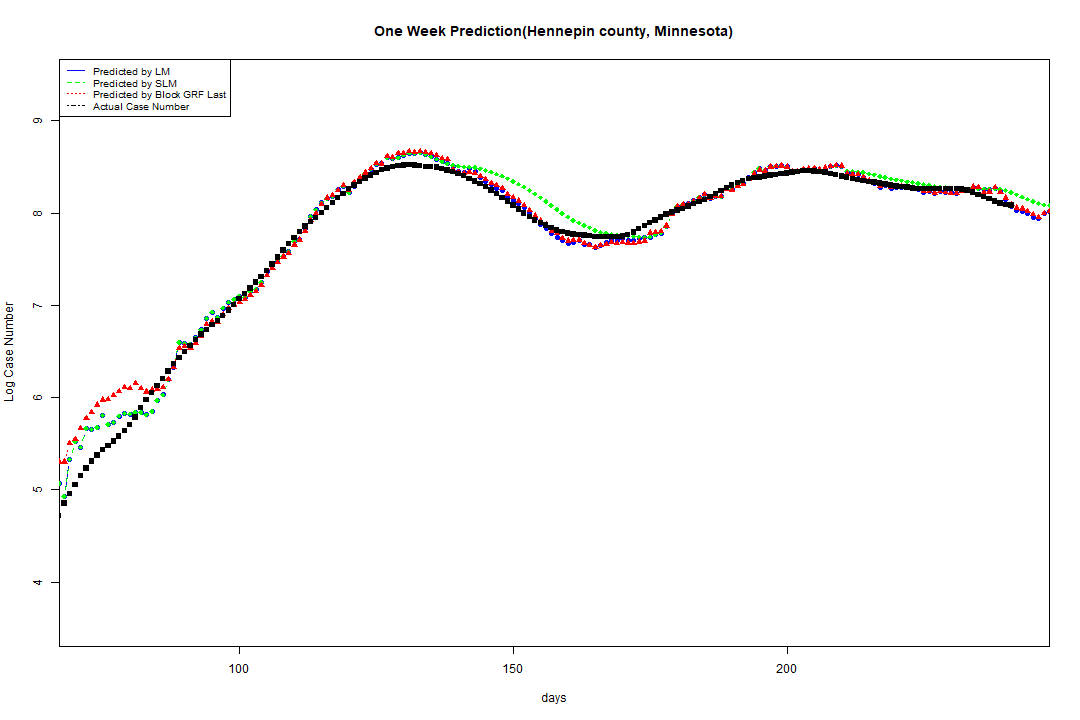 One Week Prediction(Hennepin county, Minnesota)
Predicted by LM
Predicted by SLM
Predicted by Block GRF Last
Actual Case Number
9
8
7
6
5
4
Log Case Number
100 150 200
days